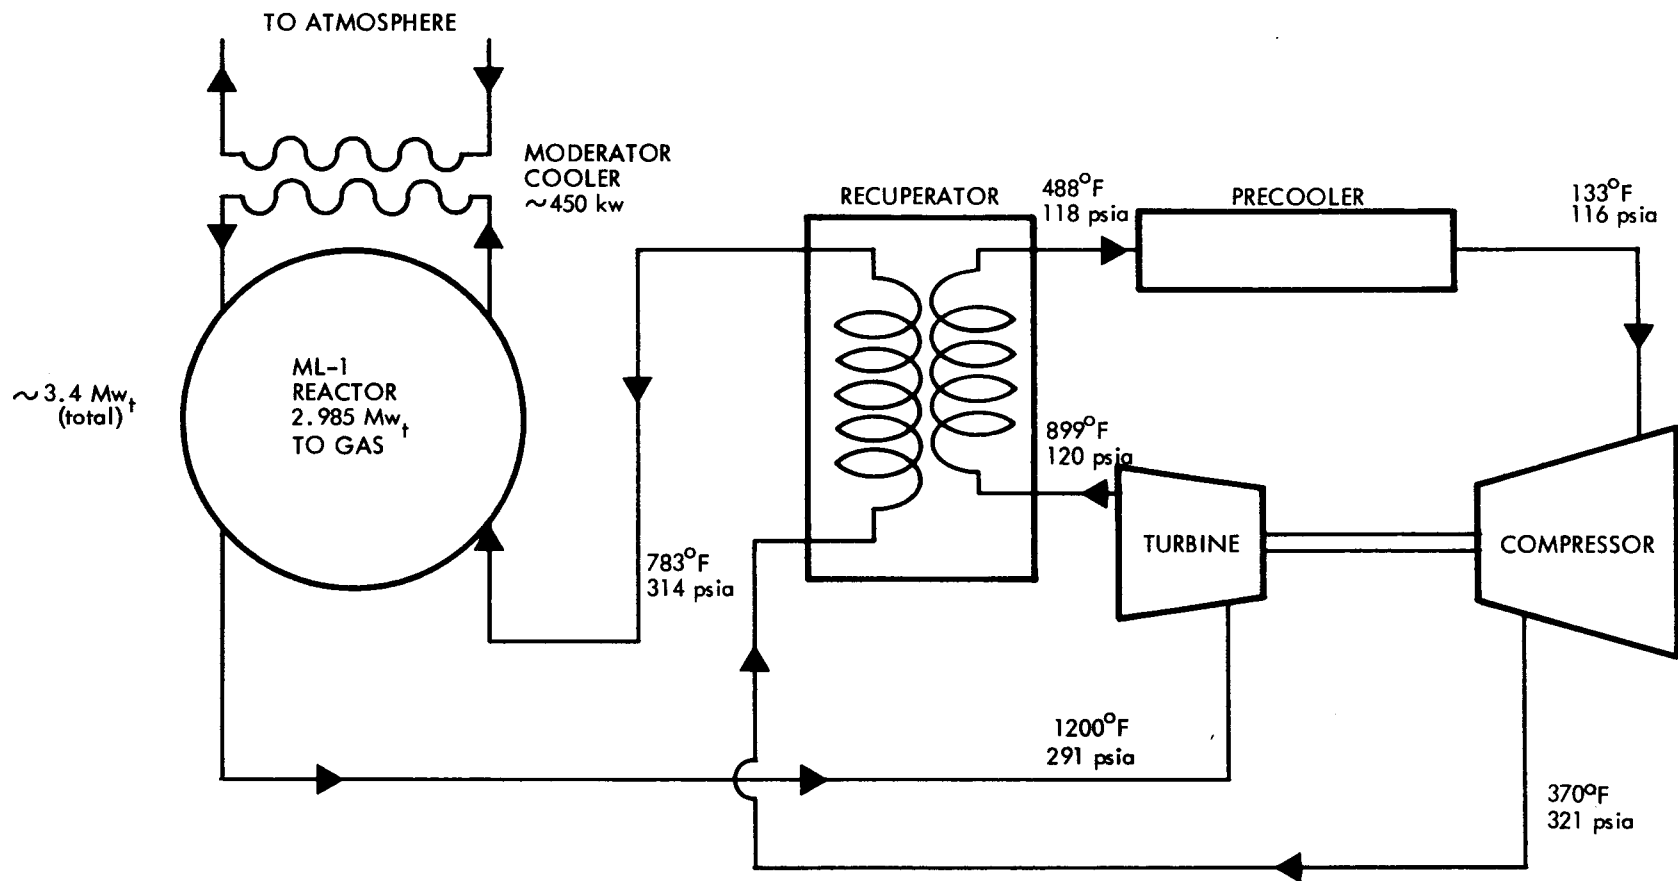 TO ATMOSPHERE
MODERATOR
COOLER
~450 kw
RECUPERATOR
488°F
118 psia
PRECOOLER
133°F
116 psia
~3.4 Mwt
(total)
ML-1
REACTOR
2.985 Mwt
TO GAS
899°F
120 psia
783°F
314 psia
TURBINE
COMPRESSOR
1200°F
291 psia
370°F
321 psia